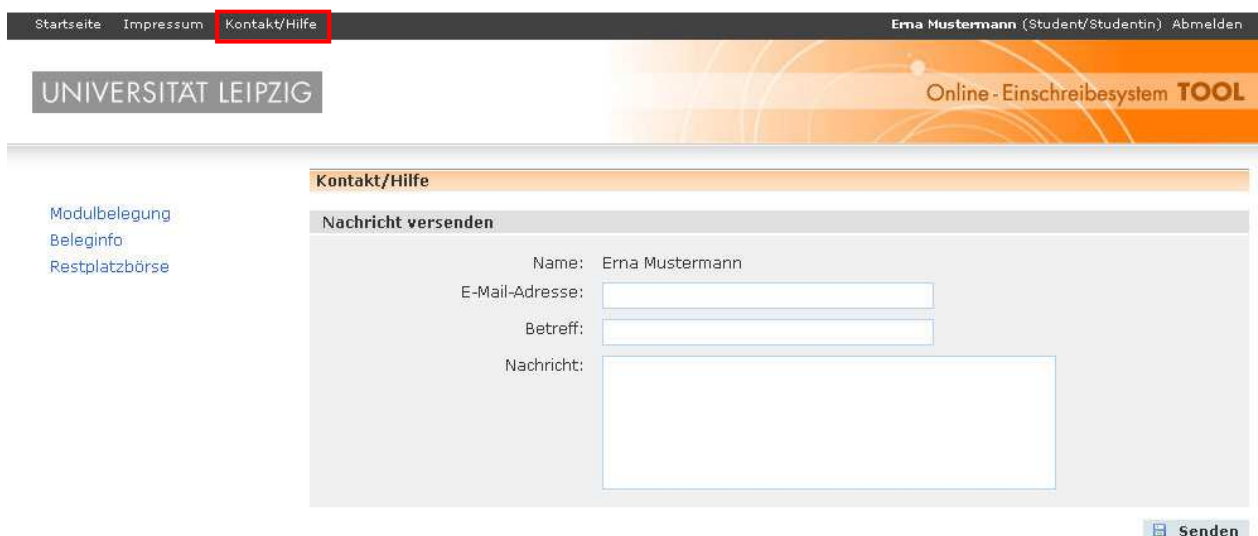 Startseite Impressum Kontakt/Hilfe Erna Mustermann (Student/Studentin) Abmelden
UNIVERSITÄT LEIPZIG Online - Einschreibesystem TOOL
Kontakt/Hilfe
Modulbelegung
Nachricht versenden
Beleginfo
Restplatzbörse
Name: Erna Mustermann
E-Mail-Adresse:
Betreff:
Nachricht:
Senden